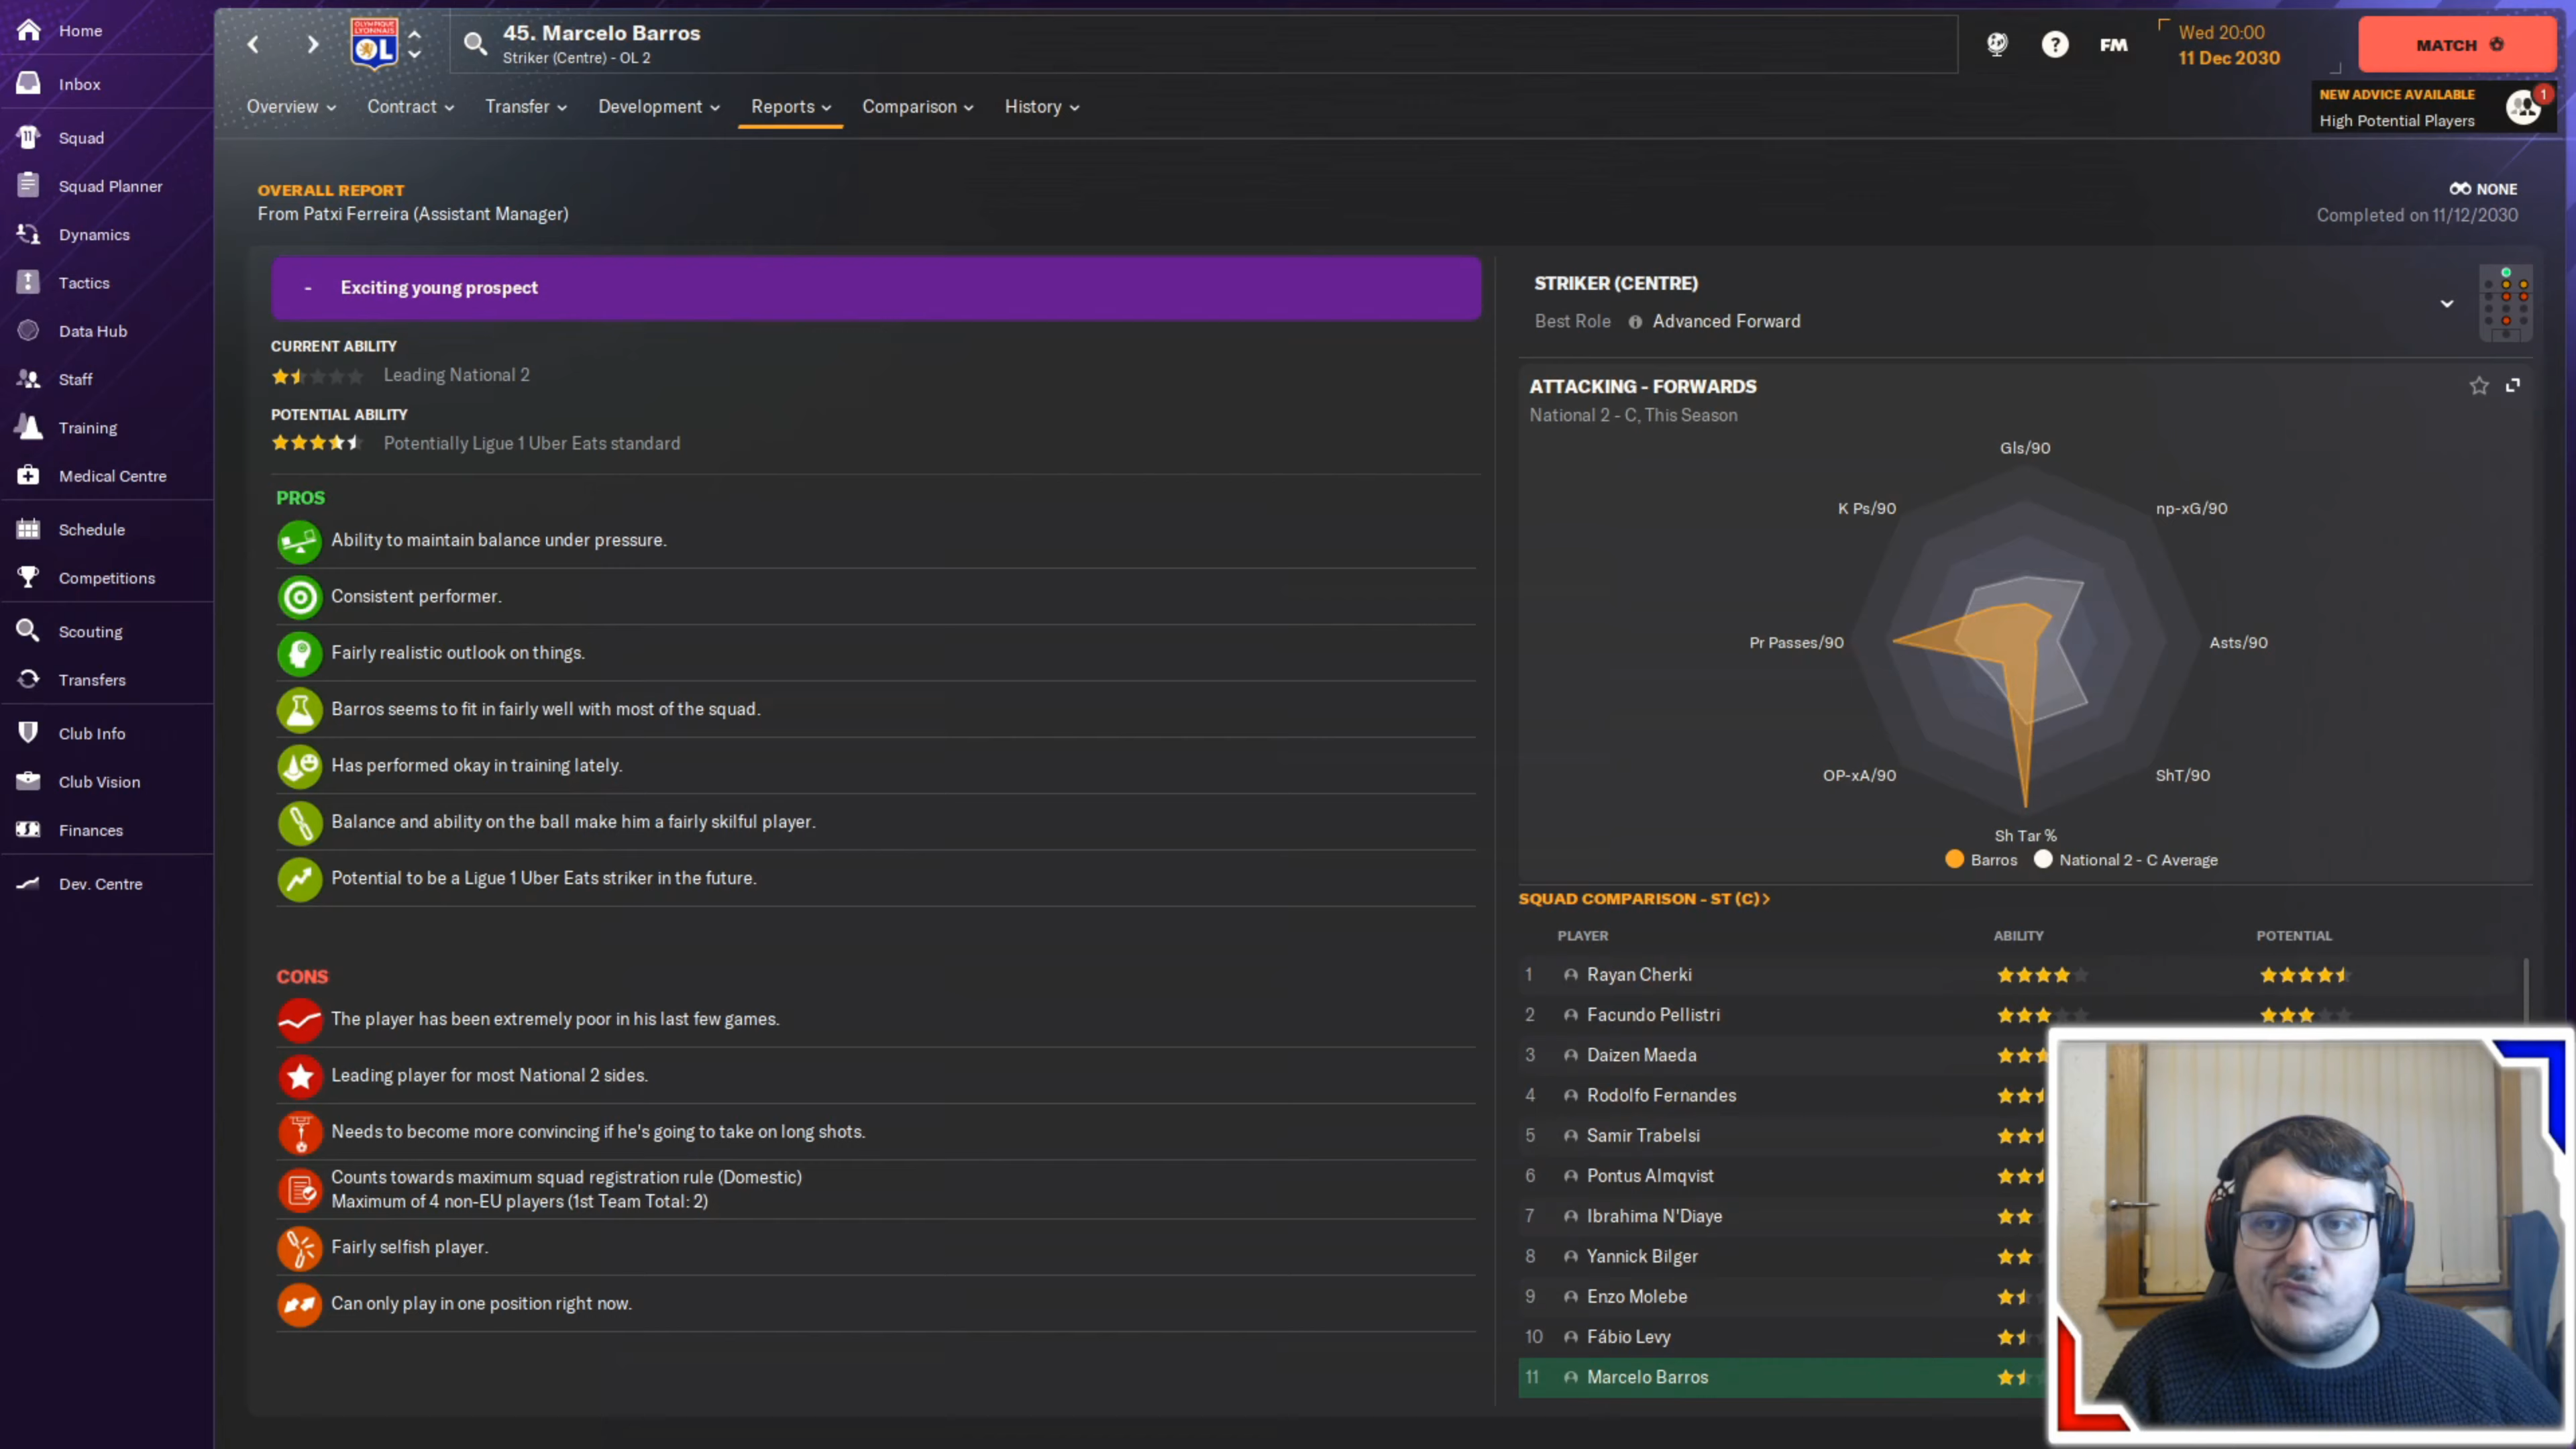 Home
Inbox
Squad
Squad Planner
Dynamics
Tactics
Data Hub
Staff
Training
Medical Centre
Schedule
Competitions
Scouting
Transfers
Club Info
Club Vision
Finances
Dev. Centre
OLYMPIQUE
LYONNAIS
OL
45. Marcelo Barros
Striker (Centre) - OL 2
FM
Wed 20:00
11 Dec 2030
MATCH
Overview
Contract
Transfer
Development
Reports
Comparison
History
NEW ADVICE AVAILABLE
High Potential Players
1
OVERALL REPORT
From Patxi Ferreira (Assistant Manager)
NONE
Completed on 11/12/2030
- Exciting young prospect
CURRENT ABILITY
Leading National 2
POTENTIAL ABILITY
Potentially Ligue 1 Uber Eats standard
PROS
Ability to maintain balance under pressure.
Consistent performer.
Fairly realistic outlook on things.
Barros seems to fit in fairly well with most of the squad.
Has performed okay in training lately.
Balance and ability on the ball make him a fairly skilful player.
Potential to be a Ligue 1 Uber Eats striker in the future.
CONS
The player has been extremely poor in his last few games.
Leading player for most National 2 sides.
Needs to become more convincing if he's going to take on long shots.
Counts towards maximum squad registration rule (Domestic)
Maximum of 4 non-EU players (1st Team Total: 2)
Fairly selfish player.
Can only play in one position right now.
STRIKER (CENTRE)
Best Role Advanced Forward
ATTACKING - FORWARDS
National 2 - C, This Season
Gls/90
K Ps/90
np-xG/90
Pr Passes/90
Asts/90
OP-xA/90
ShT/90
Sh Tar %
Barros National 2 - C Average
SQUAD COMPARISON - ST (C) >
PLAYER ABILITY POTENTIAL
1 Rayan Cherki
2 Facundo Pellistri
3 Daizen Maeda
4 Rodolfo Fernandes
5 Samir Trabelsi
6 Pontus Almqvist
7 Ibrahima N'Diaye
8 Yannick Bilger
9 Enzo Molebe
10 Fábio Levy
11 Marcelo Barros